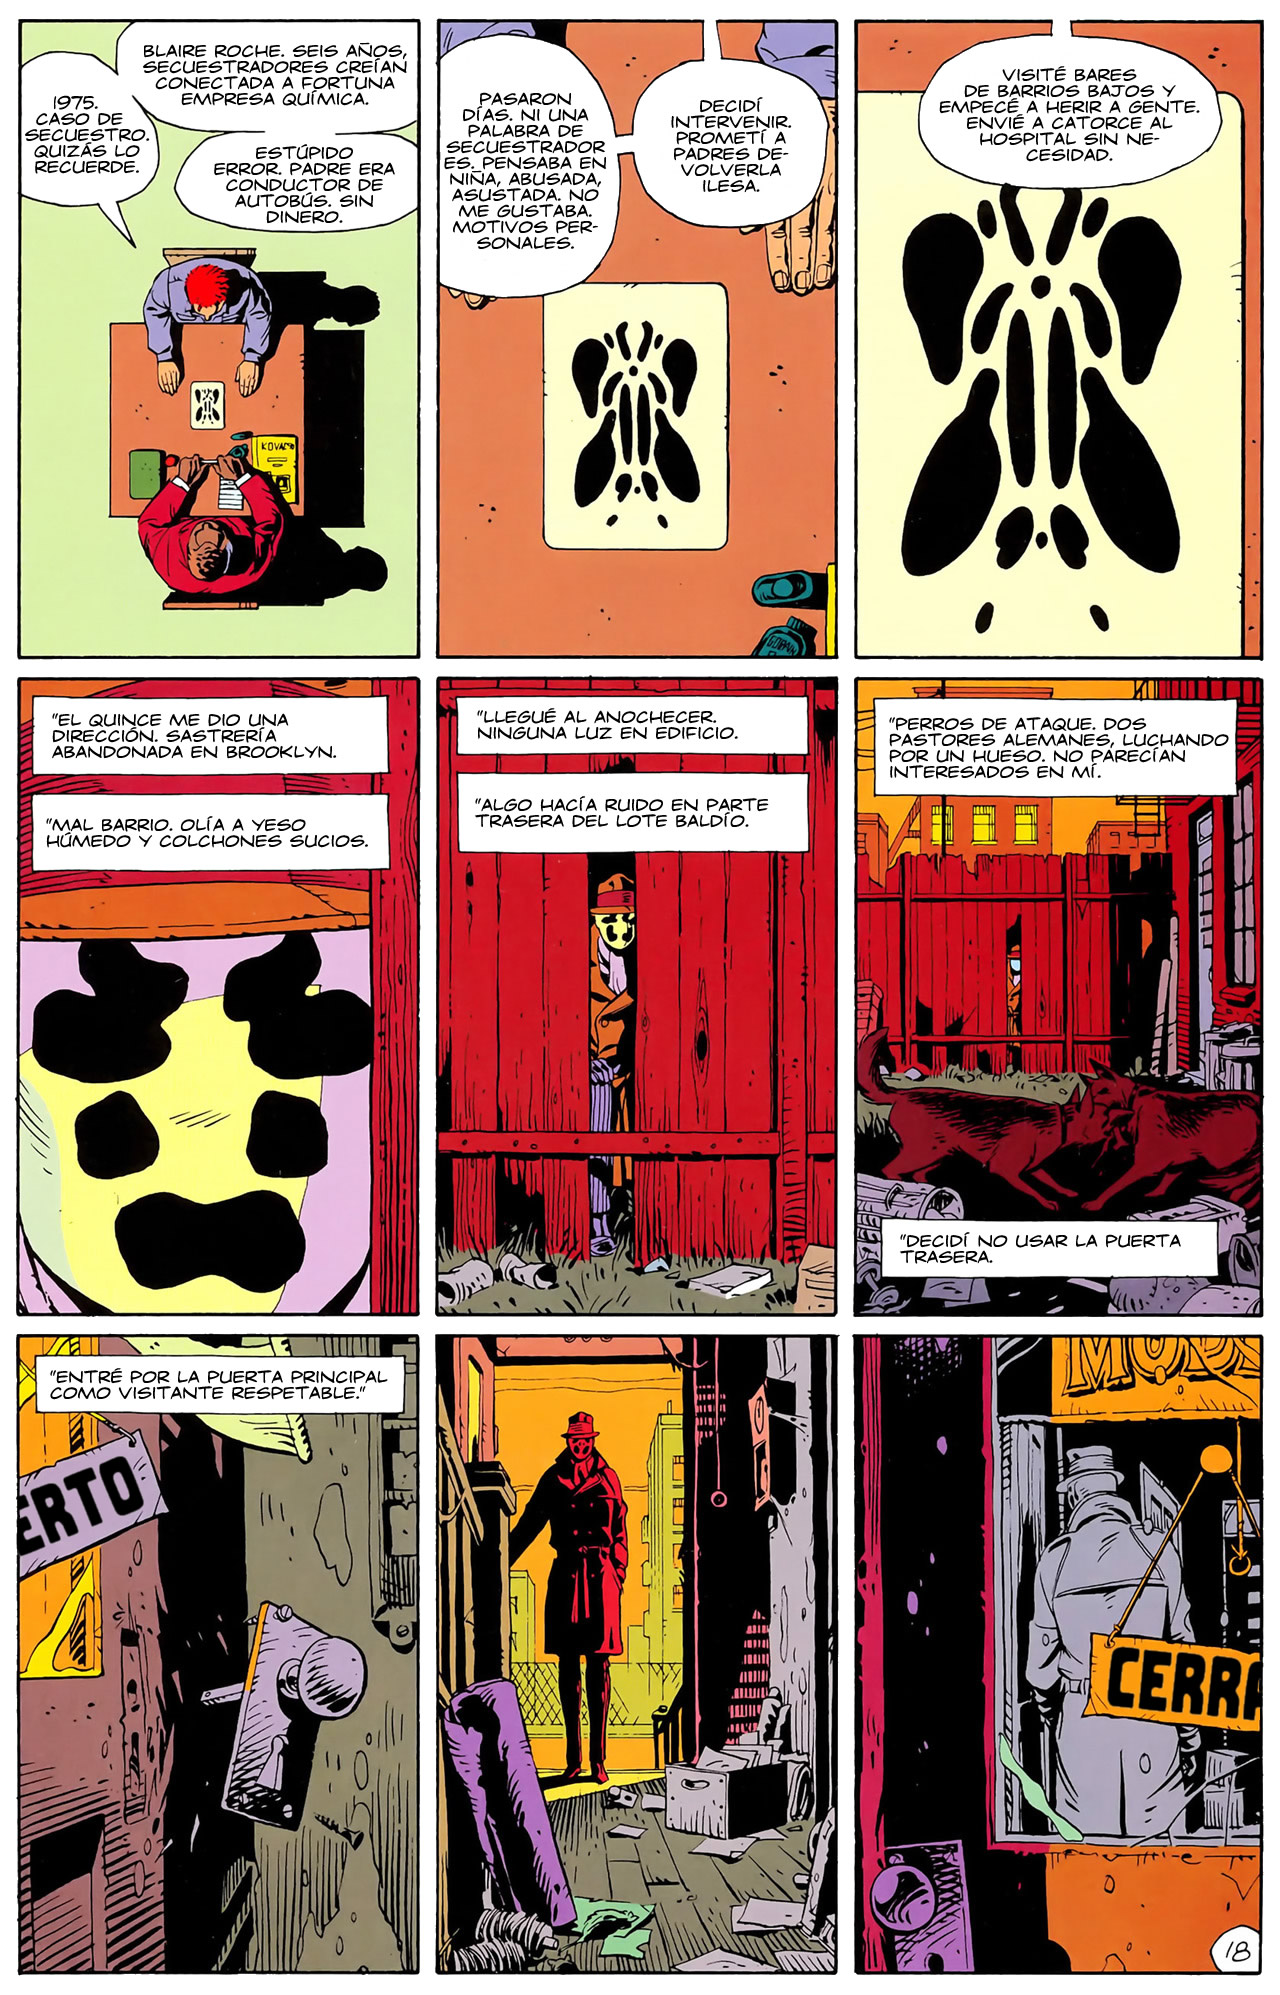 1975.
CASO DE
SECUESTRO.
QUIZÁS LO
RECUERDE.
BLAIRE ROCHE. SEIS AÑOS,
SECUESTRADORES CREÍAN
CONECTADA A FORTUNA
EMPRESA QUÍMICA.
ESTÚPIDO
ERROR. PADRE ERA
CONDUCTOR DE
AUTOBÚS. SIN
DINERO.
KOVAC
PASARON
DÍAS. NI UNA
PALABRA DE
SECUESTRADOR
ES. PENSABA EN
NIÑA, ABUSADA,
ASUSTADA. NO
ME GUSTABA.
MOTIVOS PER-
SONALES.
DECIDÍ
INTERVENIR.
PROMETÍ A
PADRES DE-
VOLVERLA
ILESA.
VISITÉ BARES
DE BARRIOS BAJOS Y
EMPECÉ A HERIR A GENTE.
ENVIÉ A CATORCE AL
HOSPITAL SIN NE-
CESIDAD.
"EL QUINCE ME DIO UNA
DIRECCIÓN. SASTRERÍA
ABANDONADA EN BROOKLYN.
"MAL BARRIO. OLÍA A YESO
HÚMEDO Y COLCHONES SUCIOS.
"LLEGUÉ AL ANOCHECER.
NINGUNA LUZ EN EDIFICIO.
"ALGO HACÍA RUIDO EN PARTE
TRASERA DEL LOTE BALDÍO.
"PERROS DE ATAQUE. DOS
PASTORES ALEMANES, LUCHANDO
POR UN HUESO. NO PARECÍAN
INTERESADOS EN MÍ.
"DECIDÍ NO USAR LA PUERTA
TRASERA.
"ENTRÉ POR LA PUERTA PRINCIPAL
COMO VISITANTE RESPETABLE."
ERTO
MODE
CERRA
18